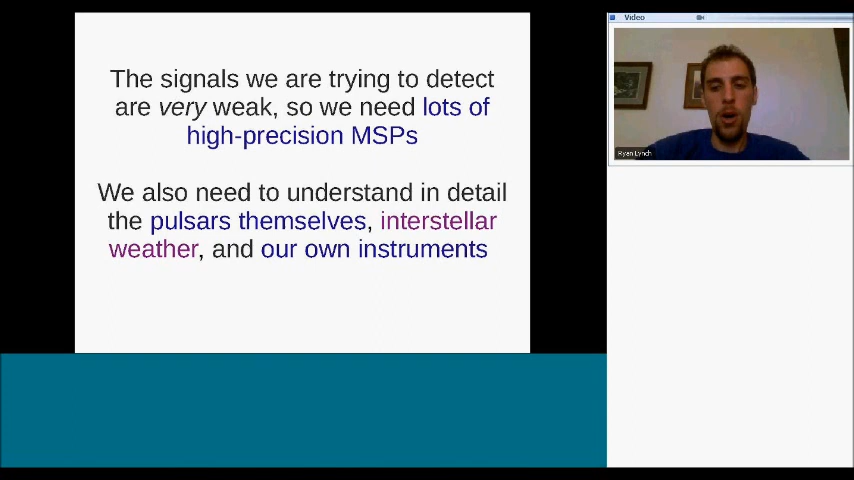 The signals we are trying to detect
are very weak, so we need lots of
high-precision MSPs
We also need to understand in detail
the pulsars themselves, interstellar
weather, and our own instruments
Video
Ryan Lynch